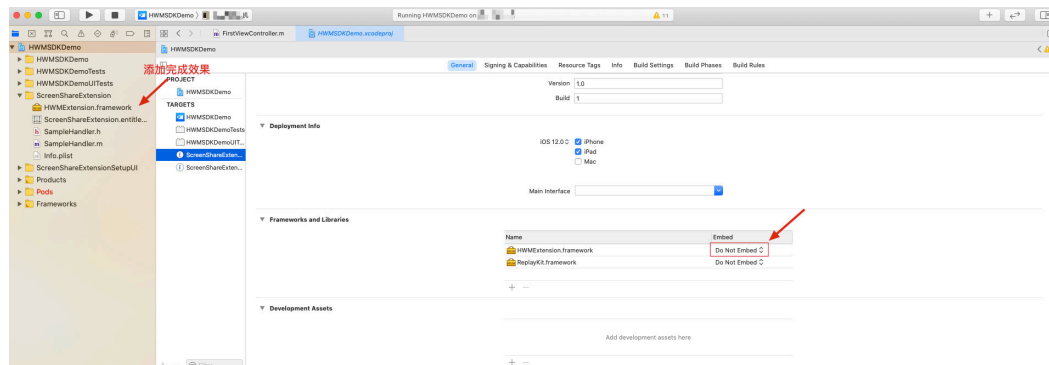 HWMSDKDemo
Running HWMSDKDemo on
11
FirstViewController.m
HWMSDKDemo.xcodeproj
HWMSDKDemo
HWMSDKDemo
HWMSDKDemoTests
HWMSDKDemoUITests
ScreenShareExtension
HWMExtension.framework
ScreenShareExtension.entitle...
SampleHandler.h
SampleHandler.m
Info.plist
ScreenShareExtensionSetupUI
Products
Pods
Frameworks
添加完成效果
HWMSDKDemo
General Signing & Capabilities Resource Tags Info Build Settings Build Phases Build Rules
PROJECT
HWMSDKDemo
TARGETS
HWMSDKDemo
HWMSDKDemoTests
HWMSDKDemoUIT...
ScreenShareExten...
ScreenShareExten...
Version 1.0
Build 1
Deployment Info
iOS 12.0 iPhone
iPad
Mac
Main Interface
Frameworks and Libraries
Name Embed
HWMExtension.framework Do Not Embed
ReplayKit.framework Do Not Embed
Development Assets
Add development assets here